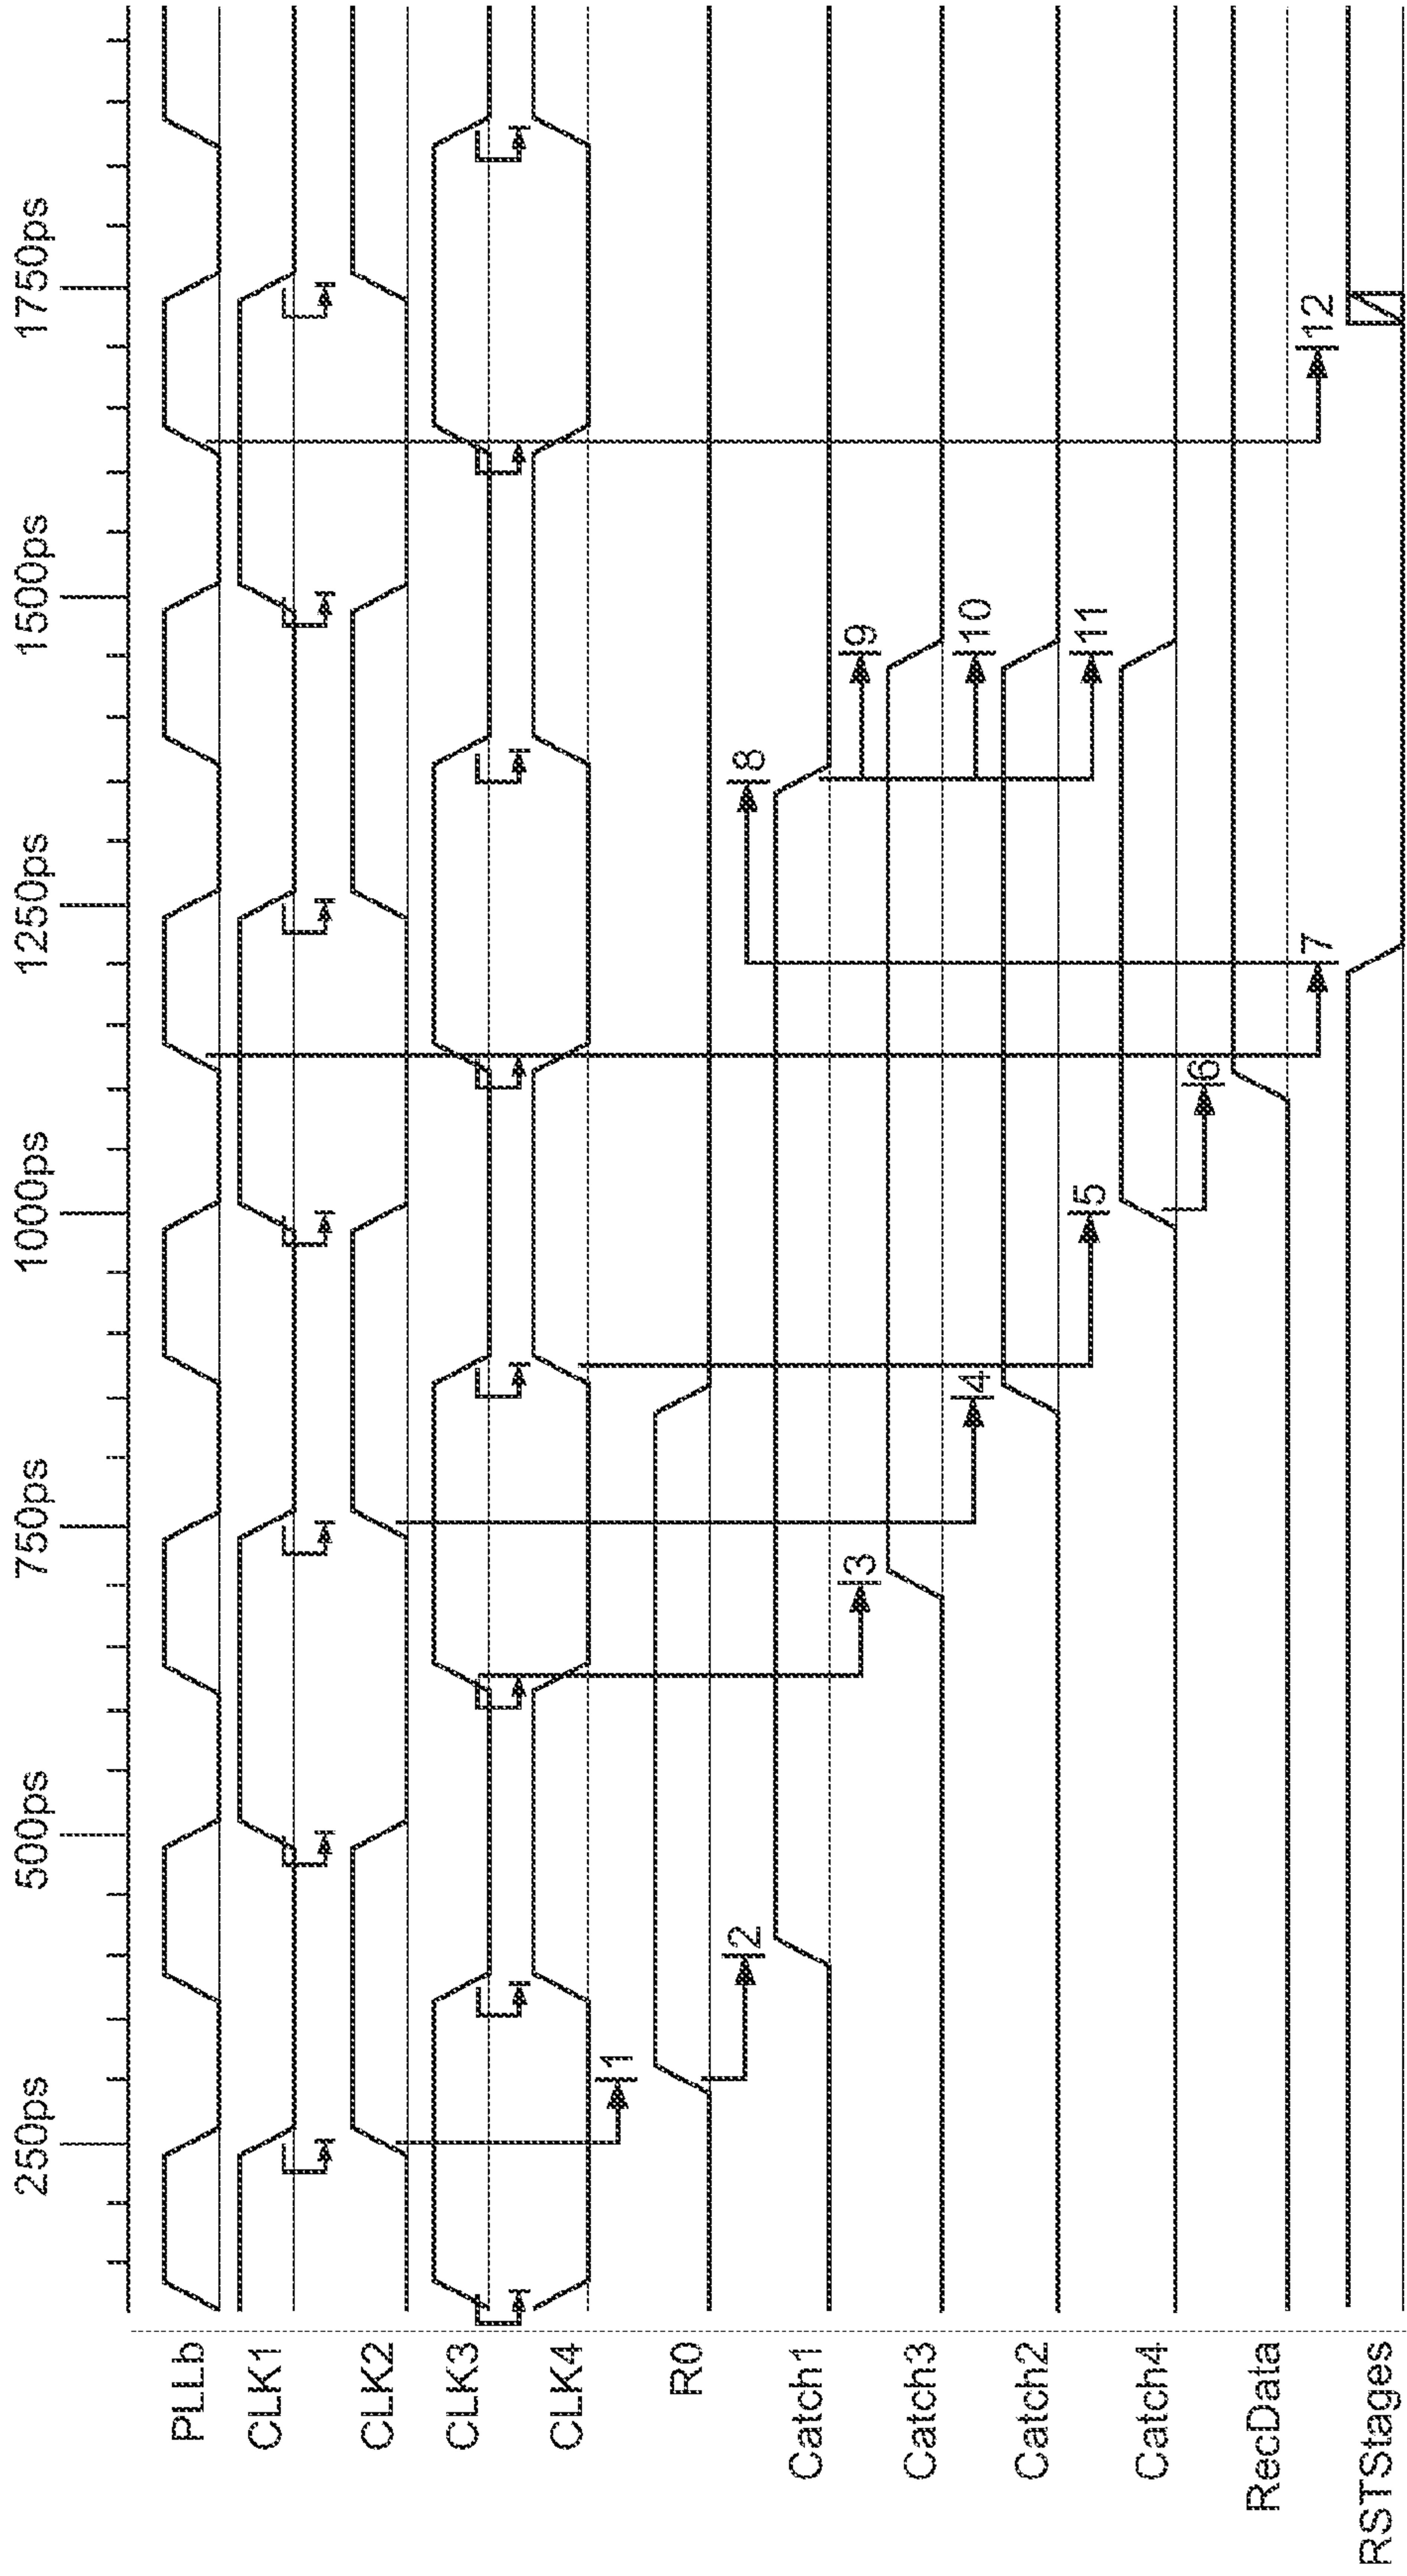 250ps 500ps 750ps 1000ps 1250ps 1500ps 1750ps
PLLb
CLK1
CLK2
CLK3
CLK4
1
R0
2 8
Catch1
3 9
Catch3
4 10
Catch2
5 11
Catch4
6
RecData
7 12
RSTStages